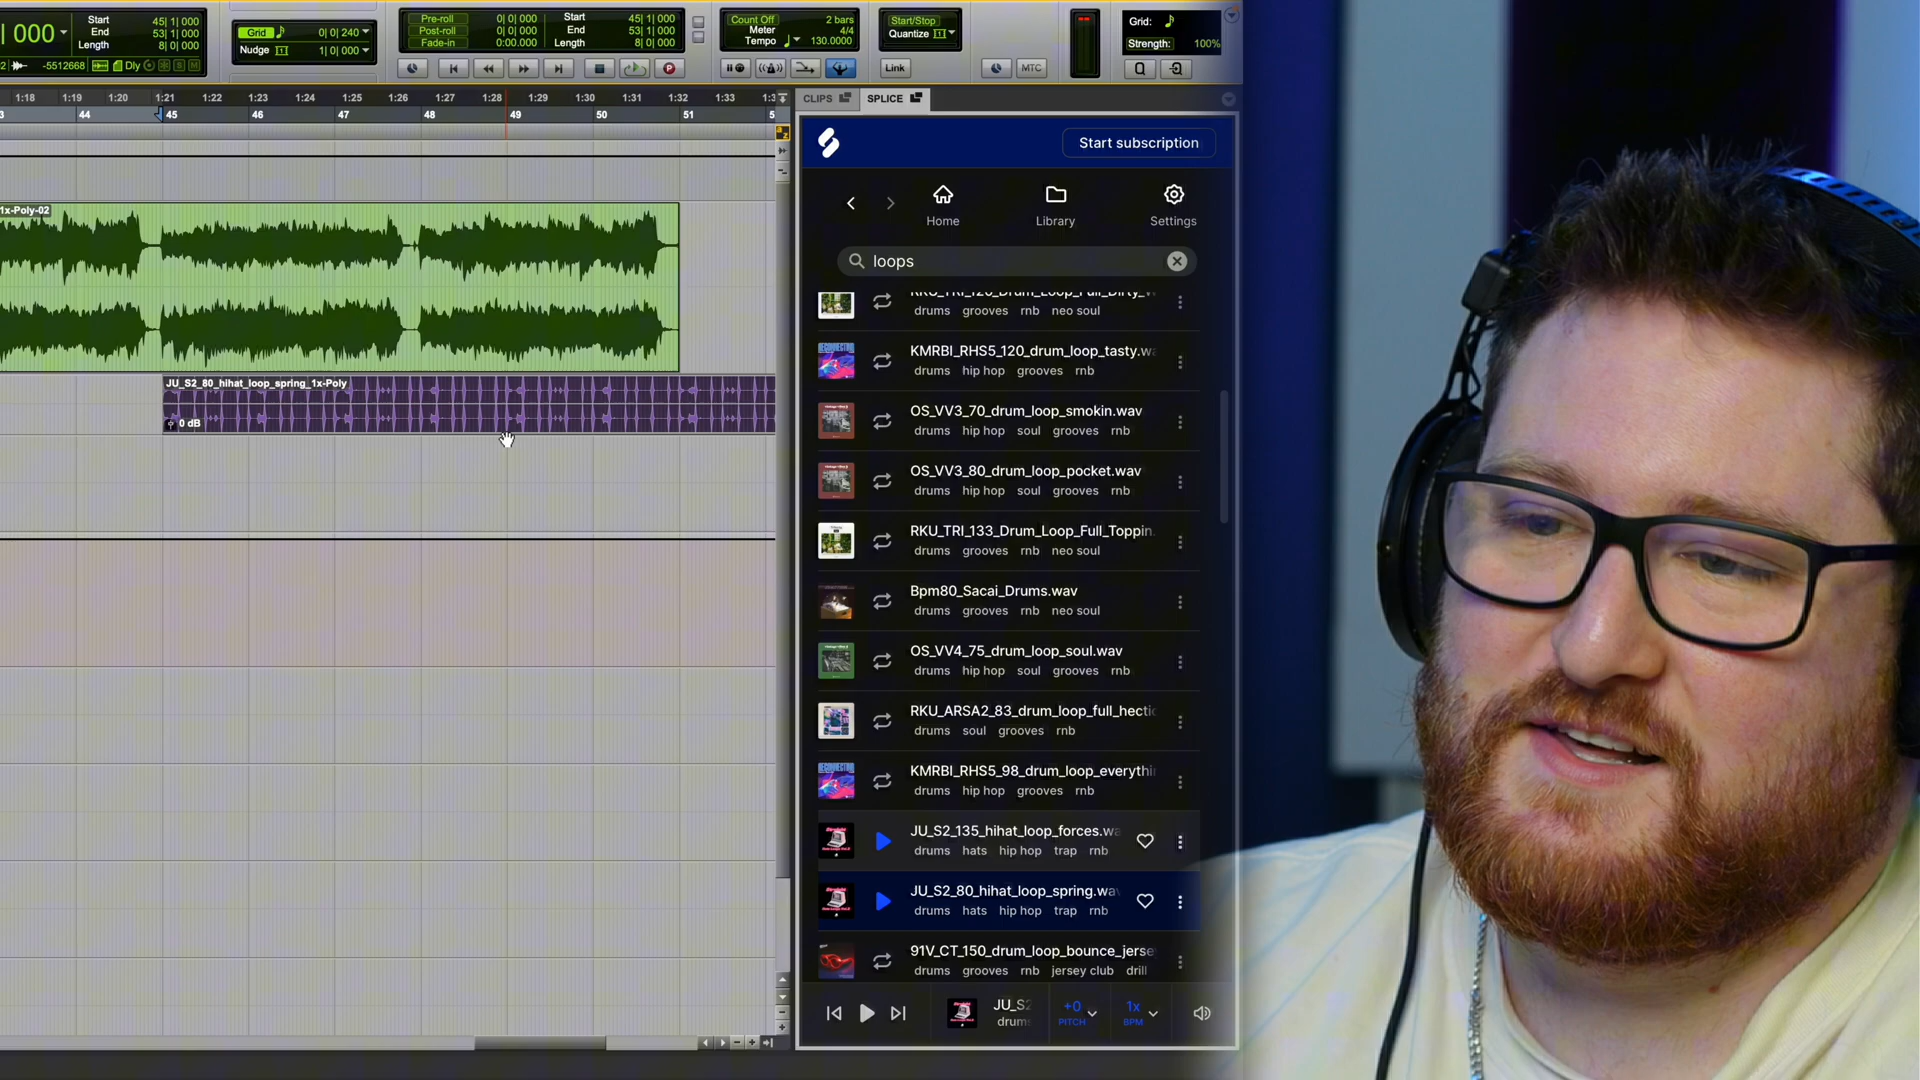 000
Start 45| 1| 000
End 53| 1| 000
Length 8| 0| 000
-5512668
Dly
Grid 0| 0| 240
Nudge 1| 0| 000
Pre-roll 0| 0| 000
Post-roll 0| 0| 000
Fade-in 0:00.000
Start 45| 1| 000
End 53| 1| 000
Length 8| 0| 000
Count Off 2 bars
Meter 4/4
Tempo 130.0000
Start/Stop
Quantize
Link
MTC
Grid:
Strength: 100%
1:18 1:19 1:20 1:21 1:22 1:23 1:24 1:25 1:26 1:27 1:28 1:29 1:30 1:31 1:32 1:33
44 45 46 47 48 49 50 51
1x-Poly-02
JU_S2_80_hihat_loop_spring_1x-Poly
0 dB
CLIPS SPLICE
Start subscription
Home Library Settings
loops
drums grooves rnb neo soul
KMRBI_RHS5_120_drum_loop_tasty.wa
drums hip hop grooves rnb
OS_VV3_70_drum_loop_smokin.wav
drums hip hop soul grooves rnb
OS_VV3_80_drum_loop_pocket.wav
drums hip hop soul grooves rnb
RKU_TRI_133_Drum_Loop_Full_Toppin.
drums grooves rnb neo soul
Bpm80_Sacai_Drums.wav
drums grooves rnb neo soul
OS_VV4_75_drum_loop_soul.wav
drums hip hop soul grooves rnb
RKU_ARSA2_83_drum_loop_full_hectic
drums soul grooves rnb
KMRBI_RHS5_98_drum_loop_everythi
drums hip hop grooves rnb
JU_S2_135_hihat_loop_forces.wa
drums hats hip hop trap rnb
JU_S2_80_hihat_loop_spring.wav
drums hats hip hop trap rnb
91V_CT_150_drum_loop_bounce_jerse
drums grooves rnb jersey club drill
JU_S2
drums
+0
PITCH
1x
BPM